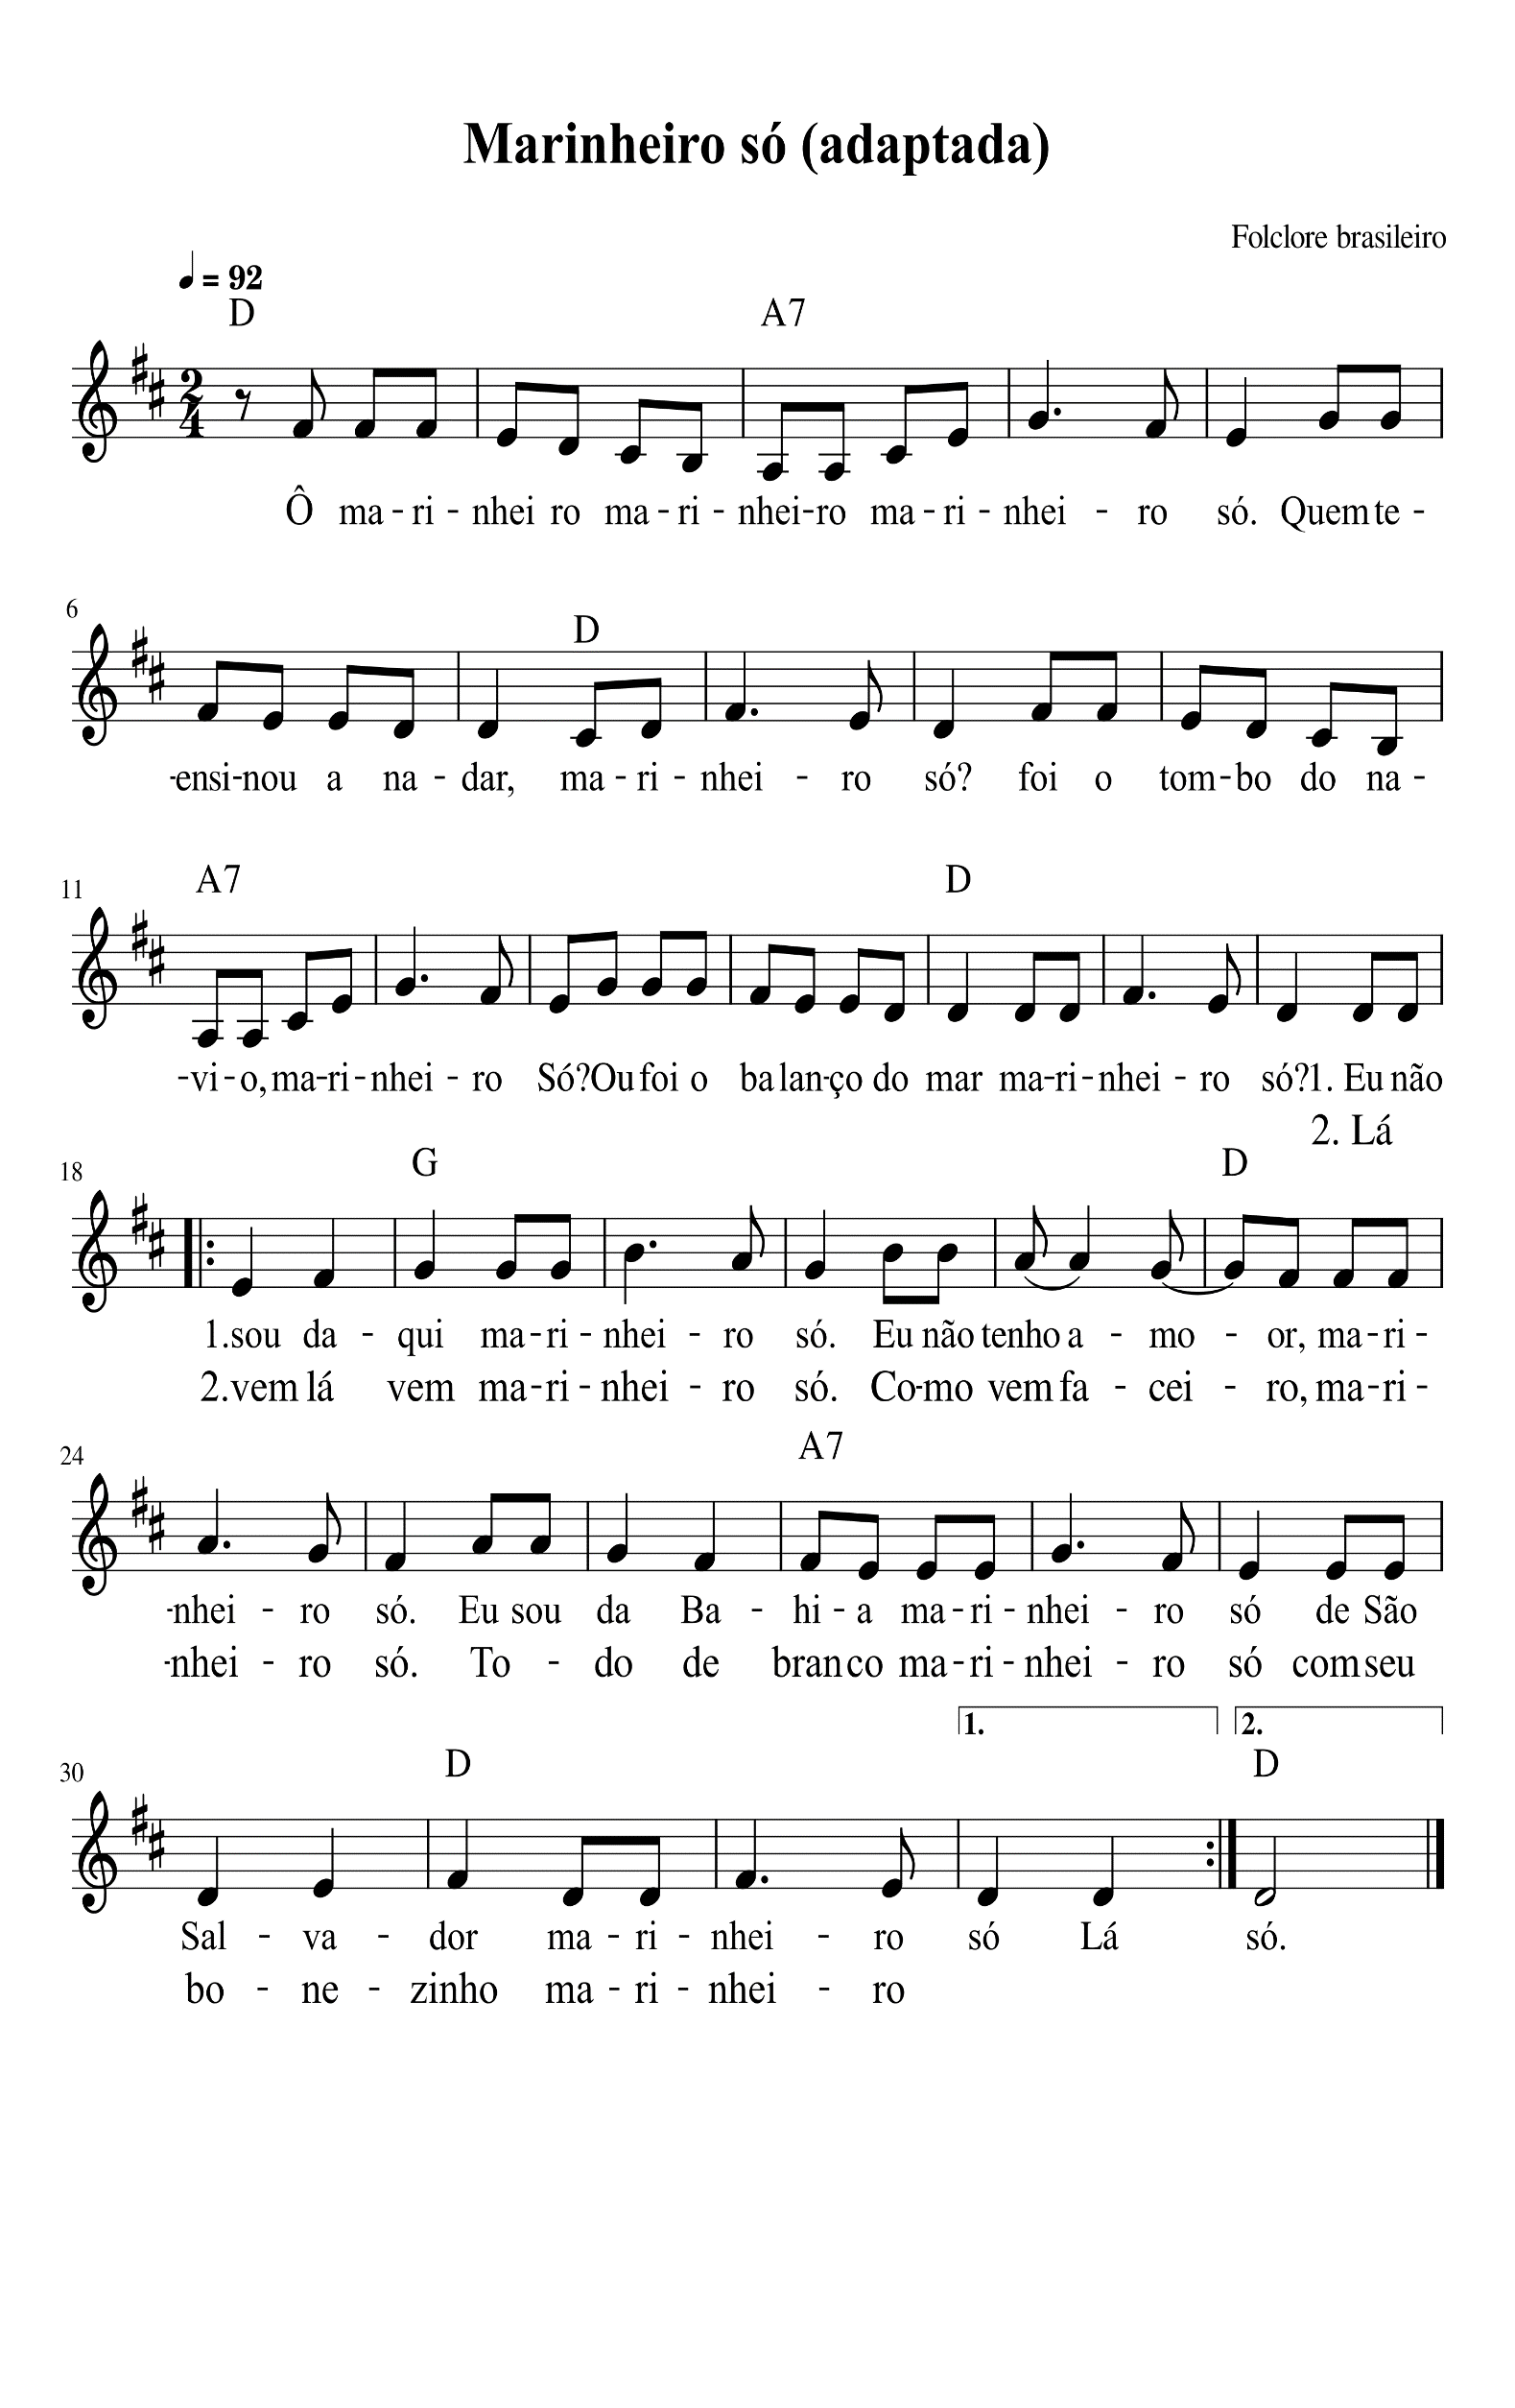 Marinheiro só (adaptada)
Folclore brasileiro
= 92
D A7
2
4
Ô ma - ri - nhei ro ma - ri - nhei - ro ma - ri - nhei - ro só. Quem te -
6
D
-ensi - nou a na - dar, ma - ri - nhei - ro só? foi o tom - bo do na -
11
A7 D
-vi - o, ma - ri - nhei - ro Só? Ou foi o ba lan - ço do mar ma - ri - nhei - ro só? 1. Eu não
2. Lá
18
G D
1.sou da - qui ma - ri - nhei - ro só. Eu não tenho a - mo - or, ma - ri -
2.vem lá vem ma - ri - nhei - ro só. Co - mo vem fa - cei - ro, ma - ri -
24
A7
-nhei - ro só. Eu sou da Ba - hi - a ma - ri - nhei - ro só de São
-nhei - ro só. To - do de bran co ma - ri - nhei - ro só com seu
1. 2.
30
D D
Sal - va - dor ma - ri - nhei - ro só Lá só.
bo - ne - zinho ma - ri - nhei - ro